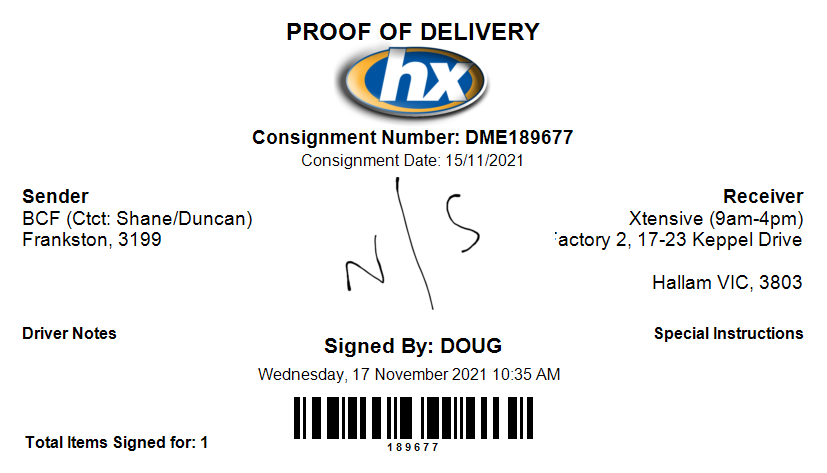 PROOF OF DELIVERY
hx
Consignment Number: DME189677
Consignment Date: 15/11/2021
Sender
BCF (Ctct: Shane/Duncan)
Frankston, 3199
N/S
Receiver
Xtensive (9am-4pm)
actory 2, 17-23 Keppel Drive
Hallam VIC, 3803
Driver Notes
Signed By: DOUG
Special Instructions
Wednesday, 17 November 2021 10:35 AM
189677
Total Items Signed for: 1